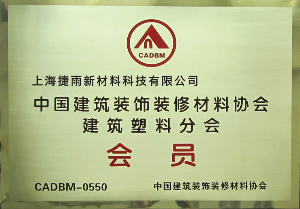 CADBM
上海捷雨新材料科技有限公司
中国建筑装饰装修材料协会
建筑塑料分会
会员
CADBM-0550 中国建筑装饰装修材料协会